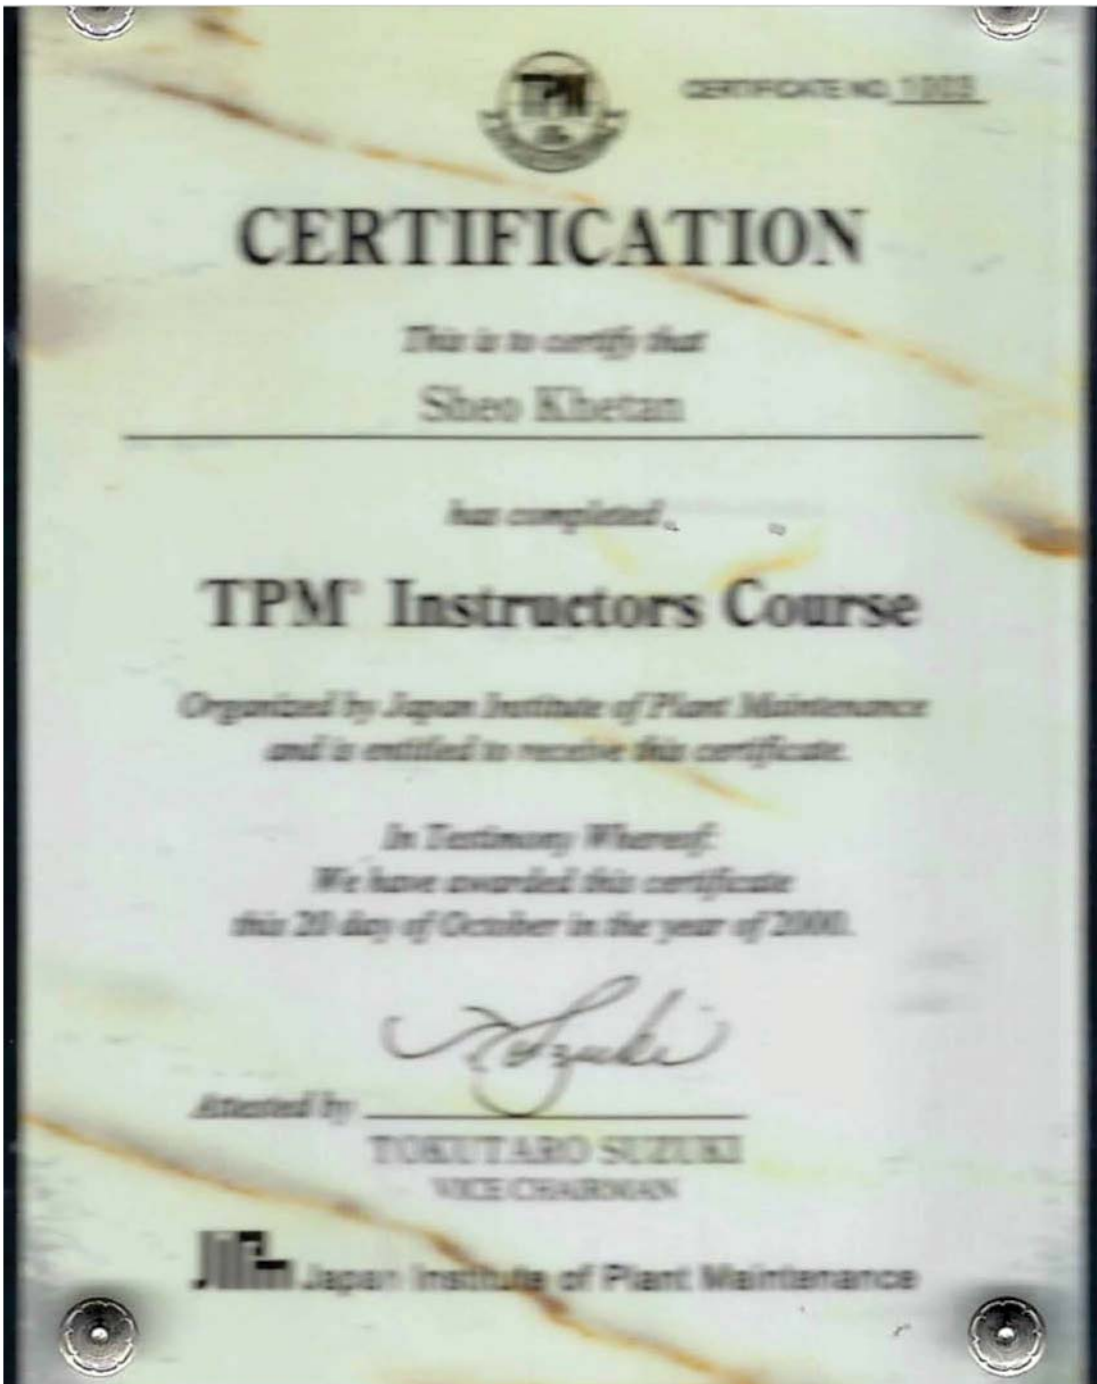 TPM
CERTIFICATE NO. 1003
CERTIFICATION
This is to certify that
Sheo Khetan
has completed
TPM® Instructors Course
Organized by Japan Institute of Plant Maintenance
and is entitled to receive this certificate.
In Testimony Whereof:
We have awarded this certificate
this 20 day of October in the year of 2000.
Attested by
TOKUTARO SUZUKI
VICE CHAIRMAN
JIPM Japan Institute of Plant Maintenance